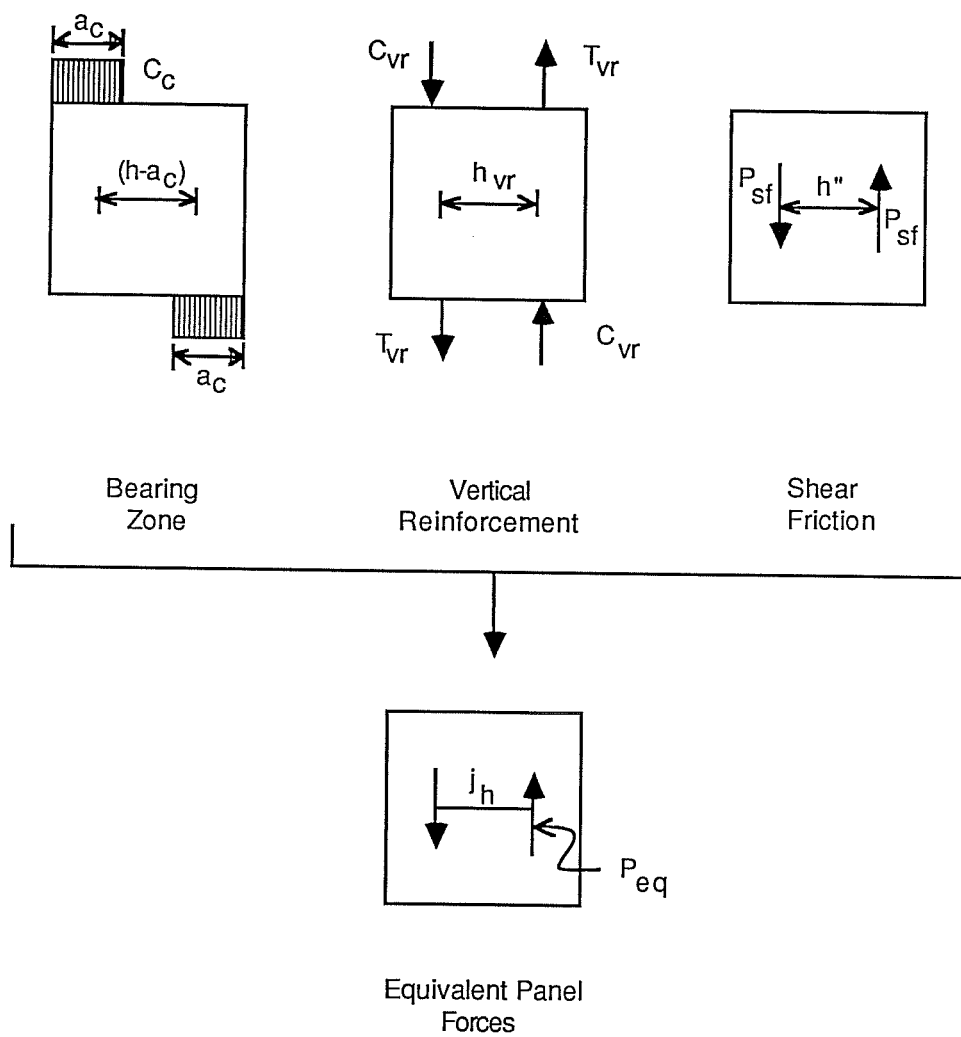 a_c
C_c
(h-a_c)
a_c
C_vr
T_vr
h_vr
T_vr
C_vr
P_sf
h"
P_sf
Bearing
Zone
Vertical
Reinforcement
Shear
Friction
j_h
P_eq
Equivalent Panel
Forces